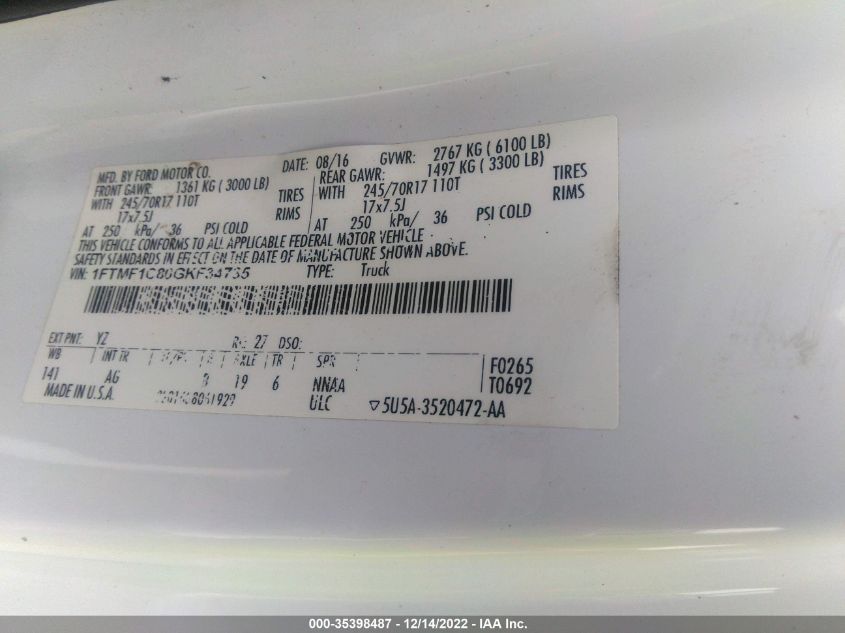 MFD. BY FORD MOTOR CO.
DATE: 08/16 GVWR: 2767 KG ( 6100 LB)
FRONT GAWR: 1361 KG ( 3000 LB)
REAR GAWR: 1497 KG ( 3300 LB)
WITH 245/70R17 110T TIRES
WITH 245/70R17 110T TIRES
17x7.5J RIMS
17x7.5J RIMS
AT 250 kPa/ 36 PSI COLD
AT 250 kPa/ 36 PSI COLD
THIS VEHICLE CONFORMS TO ALL APPLICABLE FEDERAL MOTOR VEHICLE
SAFETY STANDARDS IN EFFECT ON THE DATE OF MANUFACTURE SHOWN ABOVE.
VIN: 1FTMF1C80GKF34735
TYPE: Truck
EXT PNT: YZ 27 DSO:
WB INT TR AXLE TR SPR
141 AG 19 6 NNAA
F0265
T0692
MADE IN U.S.A. ULC ▽5U5A-3520472-AA
000-35398487 - 12/14/2022 - IAA Inc.